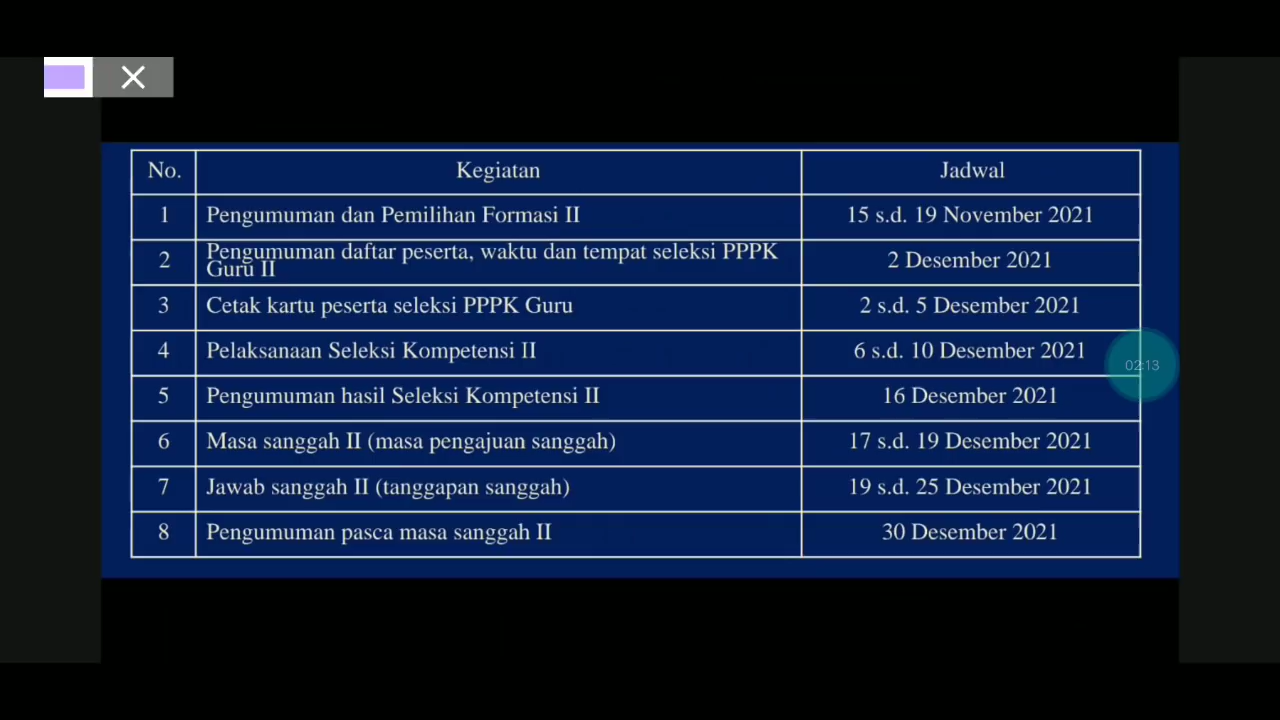 No. Kegiatan Jadwal
1 Pengumuman dan Pemilihan Formasi II 15 s.d. 19 November 2021
2 Pengumuman daftar peserta, waktu dan tempat seleksi PPPK
Guru II 2 Desember 2021
3 Cetak kartu peserta seleksi PPPK Guru 2 s.d. 5 Desember 2021
4 Pelaksanaan Seleksi Kompetensi II 6 s.d. 10 Desember 2021
02:13
5 Pengumuman hasil Seleksi Kompetensi II 16 Desember 2021
6 Masa sanggah II (masa pengajuan sanggah) 17 s.d. 19 Desember 2021
7 Jawab sanggah II (tanggapan sanggah) 19 s.d. 25 Desember 2021
8 Pengumuman pasca masa sanggah II 30 Desember 2021